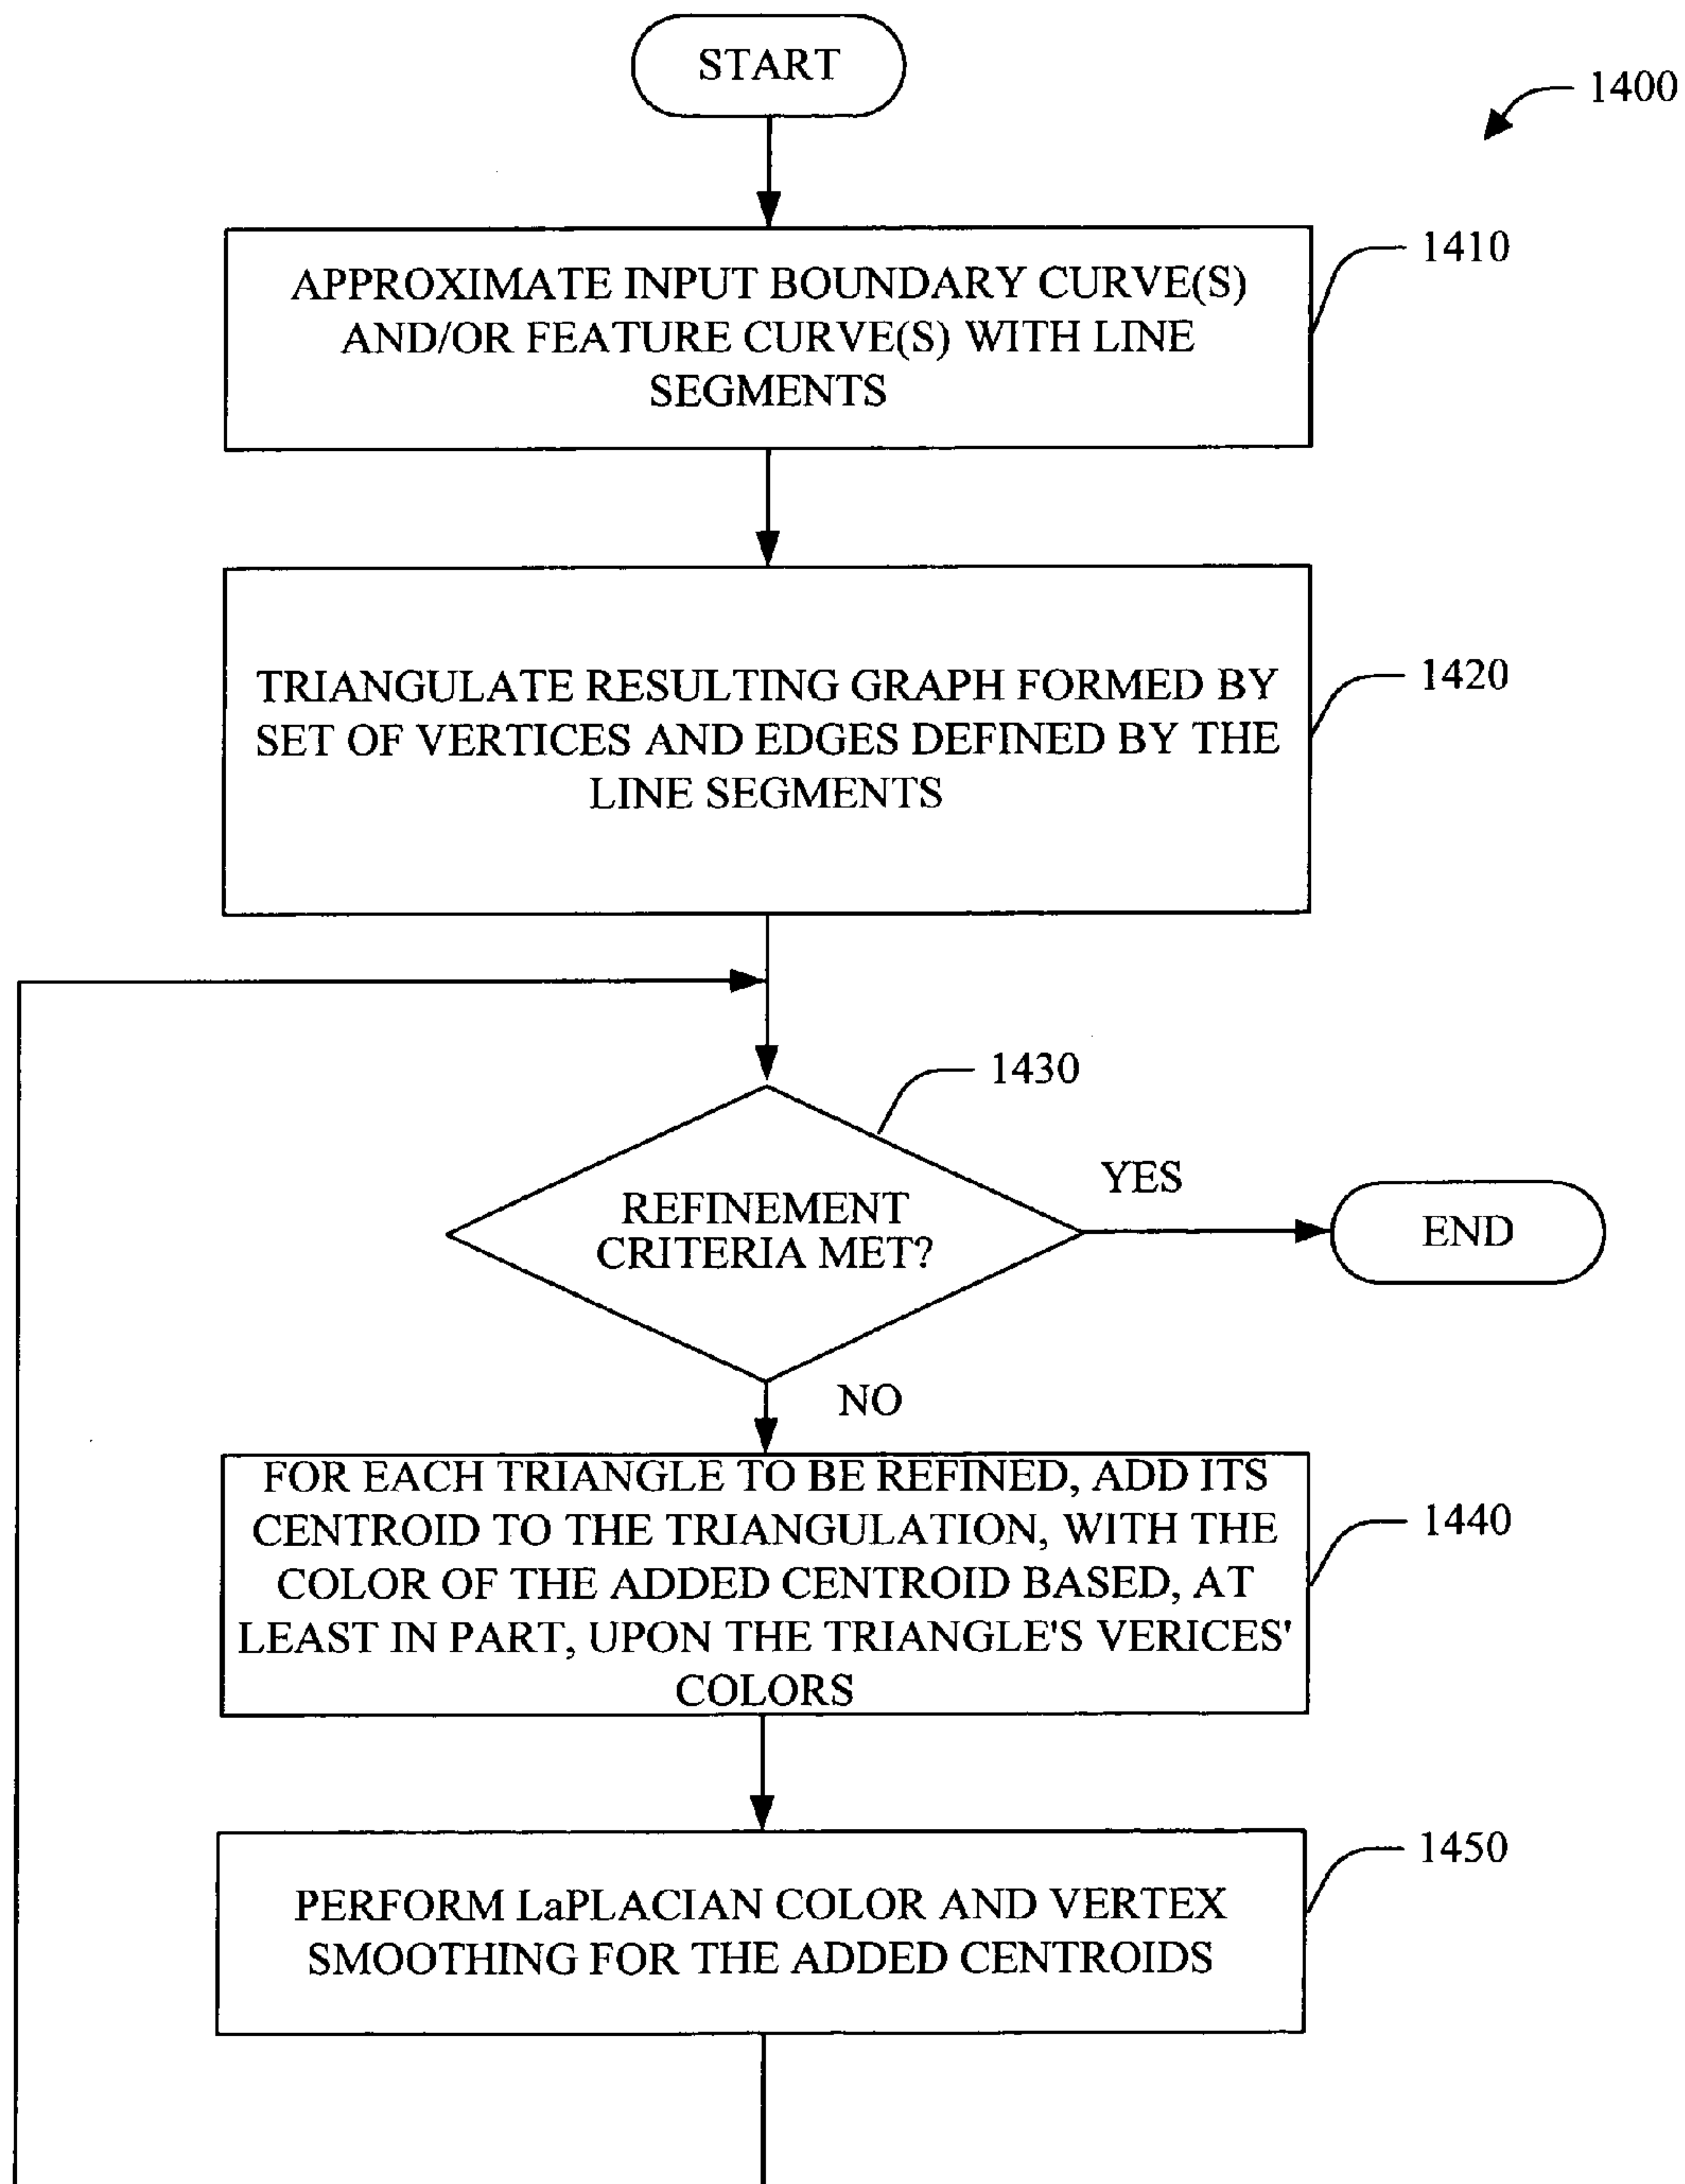 START
1400
APPROXIMATE INPUT BOUNDARY CURVE(S)
AND/OR FEATURE CURVE(S) WITH LINE
SEGMENTS
1410
TRIANGULATE RESULTING GRAPH FORMED BY
SET OF VERTICES AND EDGES DEFINED BY THE
LINE SEGMENTS
1420
1430
REFINEMENT
CRITERIA MET?
YES
END
NO
FOR EACH TRIANGLE TO BE REFINED, ADD ITS
CENTROID TO THE TRIANGULATION, WITH THE
COLOR OF THE ADDED CENTROID BASED, AT
LEAST IN PART, UPON THE TRIANGLE'S VERICES'
COLORS
1440
PERFORM LaPLACIAN COLOR AND VERTEX
SMOOTHING FOR THE ADDED CENTROIDS
1450